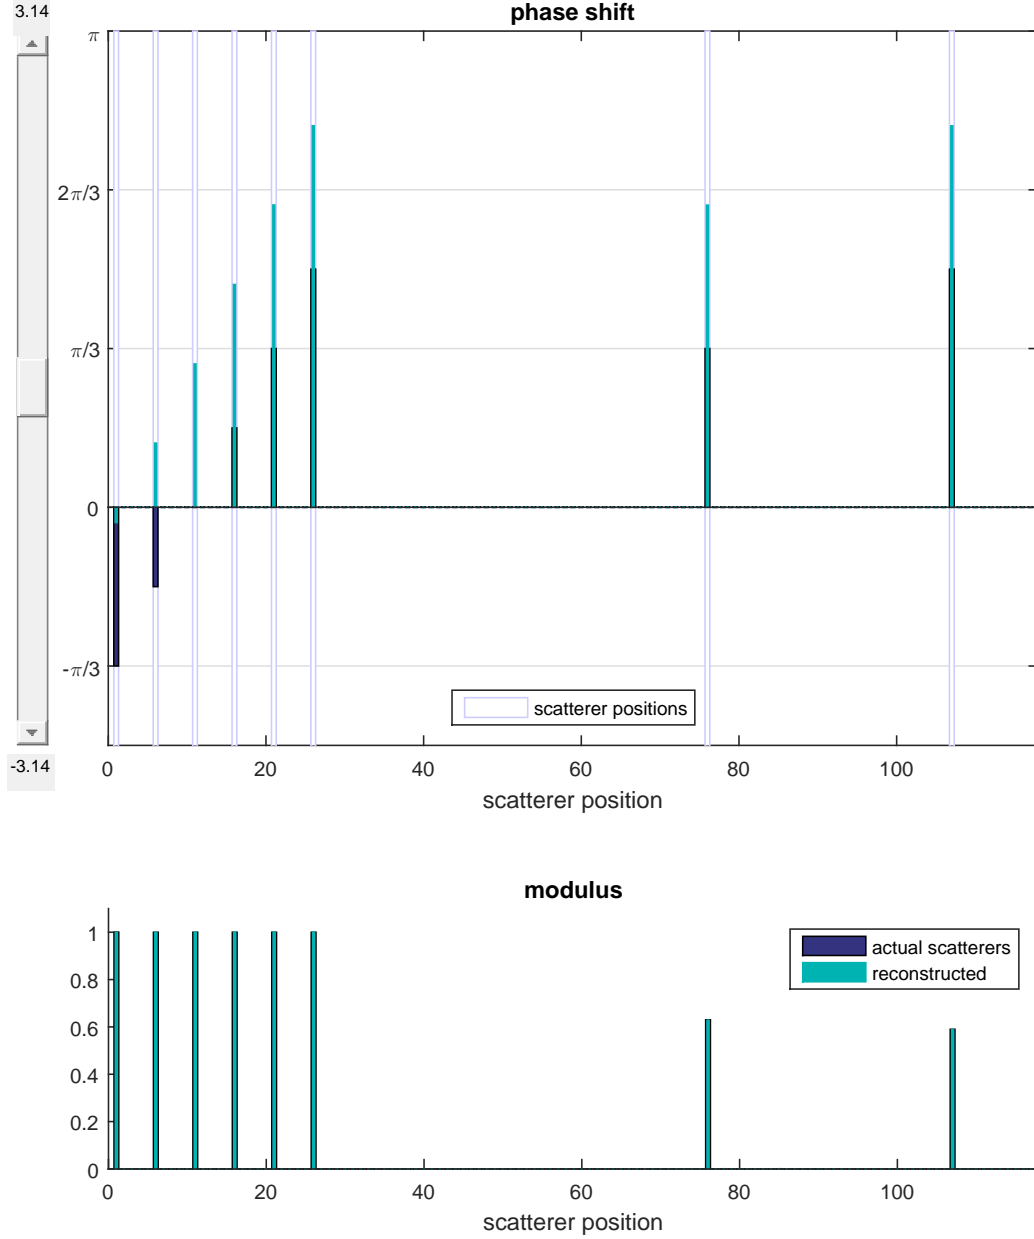 phase shift
3.14
π
2π/3
π/3
0
-π/3
-3.14
scatterer positions
0 20 40 60 80 100
scatterer position
modulus
1
0.8
0.6
0.4
0.2
0
actual scatterers
reconstructed
0 20 40 60 80 100
scatterer position